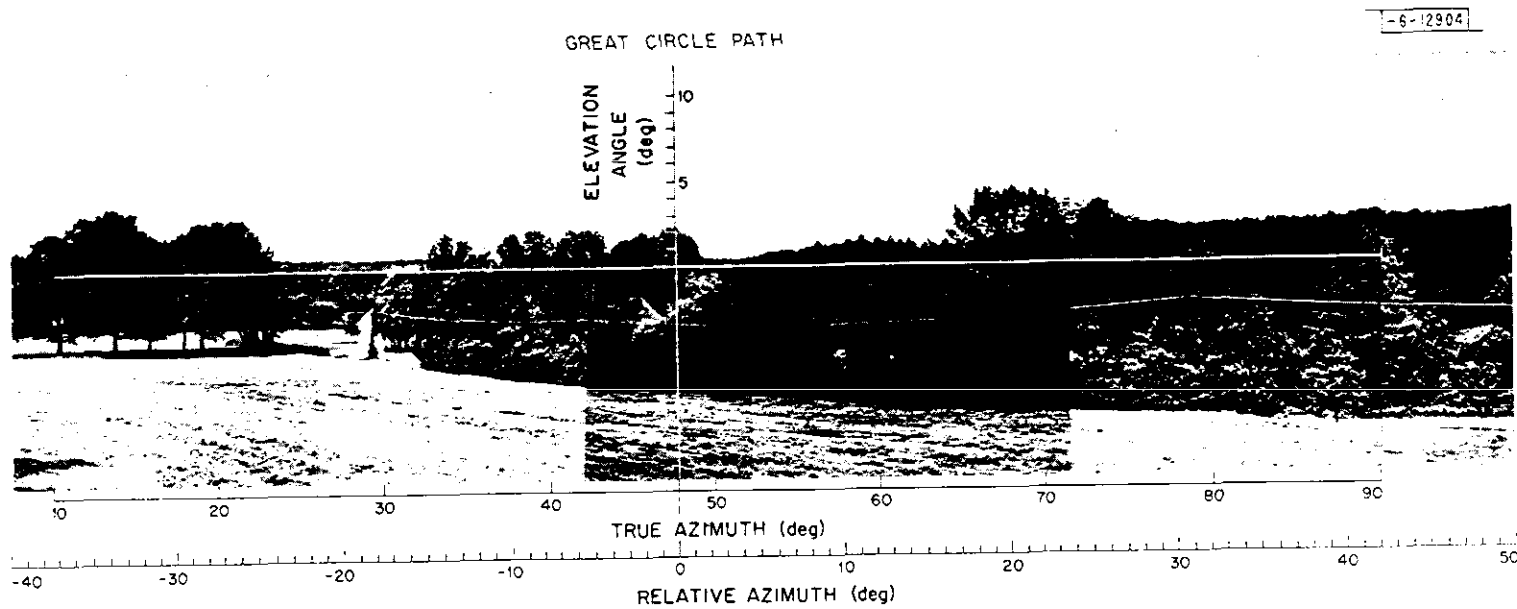 -6-12904
GREAT CIRCLE PATH
ELEVATION
ANGLE
(deg)
10
5
10 20 30 40 50 60 70 80 90
TRUE AZIMUTH (deg)
-40 -30 -20 -10 0 10 20 30 40 50
RELATIVE AZIMUTH (deg)